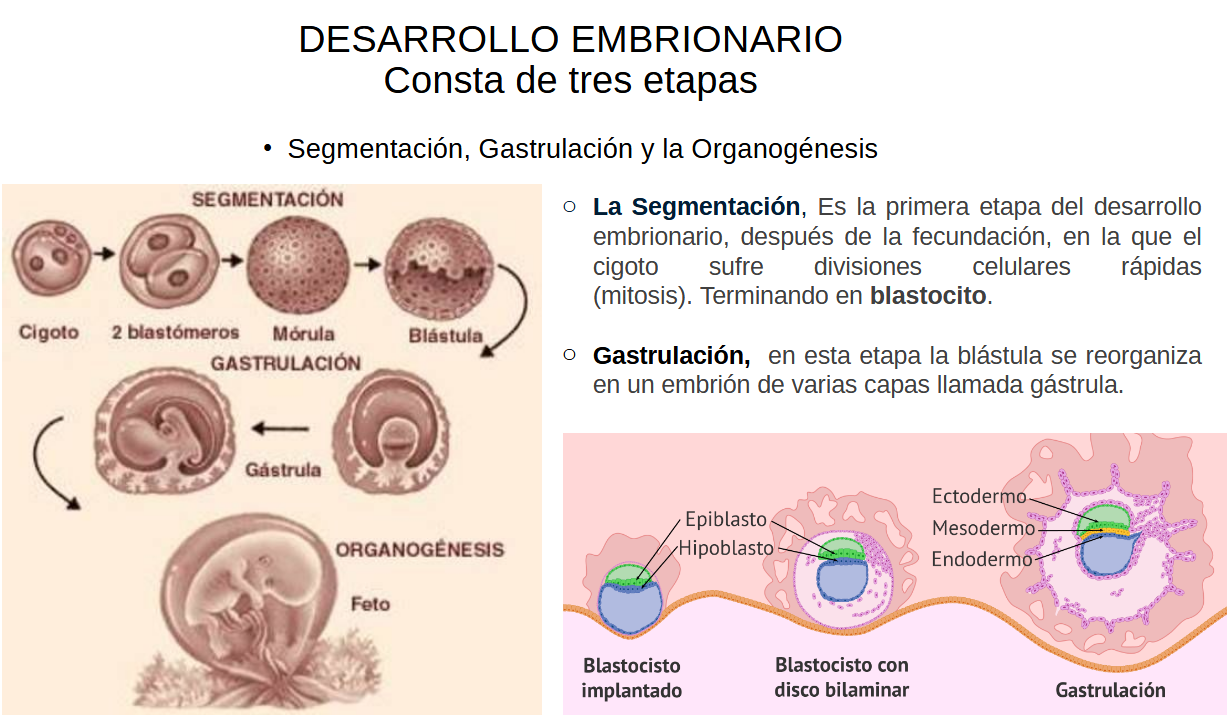 DESARROLLO EMBRIONARIO
Consta de tres etapas
• Segmentación, Gastrulación y la Organogénesis
SEGMENTACIÓN
Cigoto
2 blastómeros
Mórula
Blástula
GASTRULACIÓN
Gástrula
ORGANOGÉNESIS
Feto
○ La Segmentación, Es la primera etapa del desarrollo
embrionario, después de la fecundación, en la que el
cigoto sufre divisiones celulares rápidas
(mitosis). Terminando en blastocito.
○ Gastrulación, en esta etapa la blástula se reorganiza
en un embrión de varias capas llamada gástrula.
Epiblasto
Hipoblasto
Ectodermo
Mesodermo
Endodermo
Blastocisto
implantado
Blastocisto con
disco bilaminar
Gastrulación